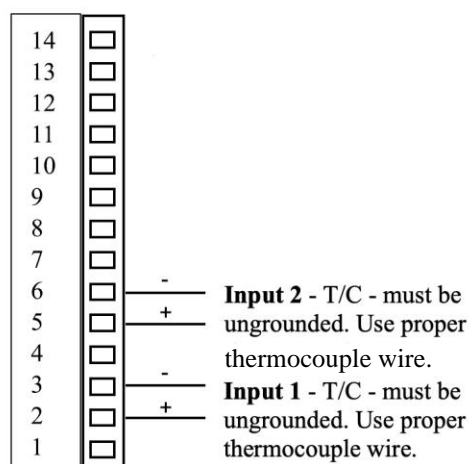 14
13
12
11
10
9
8
7
6 - Input 2 - T/C - must be
5 + ungrounded. Use proper
4 thermocouple wire.
3 - Input 1 - T/C - must be
2 + ungrounded. Use proper
1 thermocouple wire.